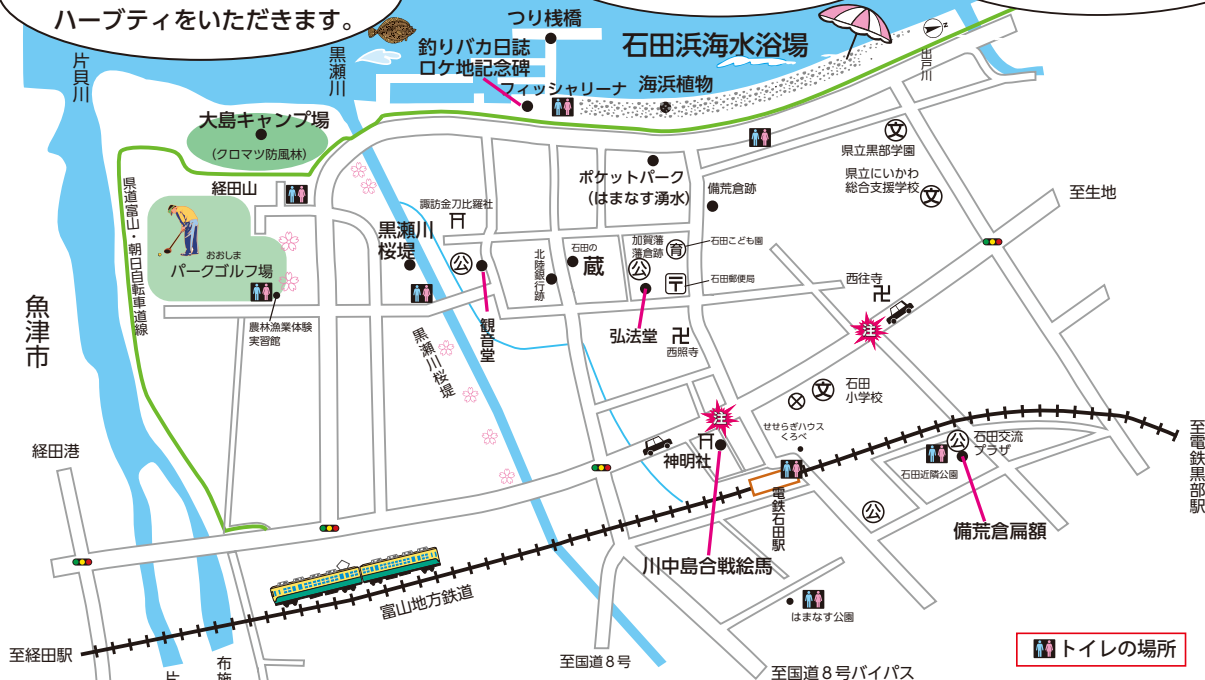 ハーブティをいただきます。
つり桟橋
釣りバカ日誌
ロケ地記念碑
石田浜海水浴場
フィッシャリーナ
海浜植物
出戸川
片貝川
黒瀬川
大島キャンプ場
(クロマツ防風林)
経田山
県道富山・朝日自転車道線
おおしま
パークゴルフ場
農林漁業体験
実習館
魚津市
諏訪金刀比羅社
黒瀬川
桜堤
公
観音堂
北陸銀行跡
石田の
蔵
ポケットパーク
(はまなす湧水)
備荒倉跡
加賀藩
藩倉跡
公
育
石田こども園
石田郵便局
弘法堂
西照寺
県立黒部学園
文
県立にいかわ
総合支援学校
文
至生地
西往寺
注
黒瀬川桜堤
文
石田
小学校
せせらぎハウス
くろべ
注
神明社
公
石田交流
プラザ
石田近隣公園
公
備荒倉扁額
至電鉄黒部駅
電鉄石田駅
川中島合戦絵馬
はまなす公園
経田港
富山地方鉄道
至経田駅
片
布施
至国道8号
至国道8号バイパス
トイレの場所